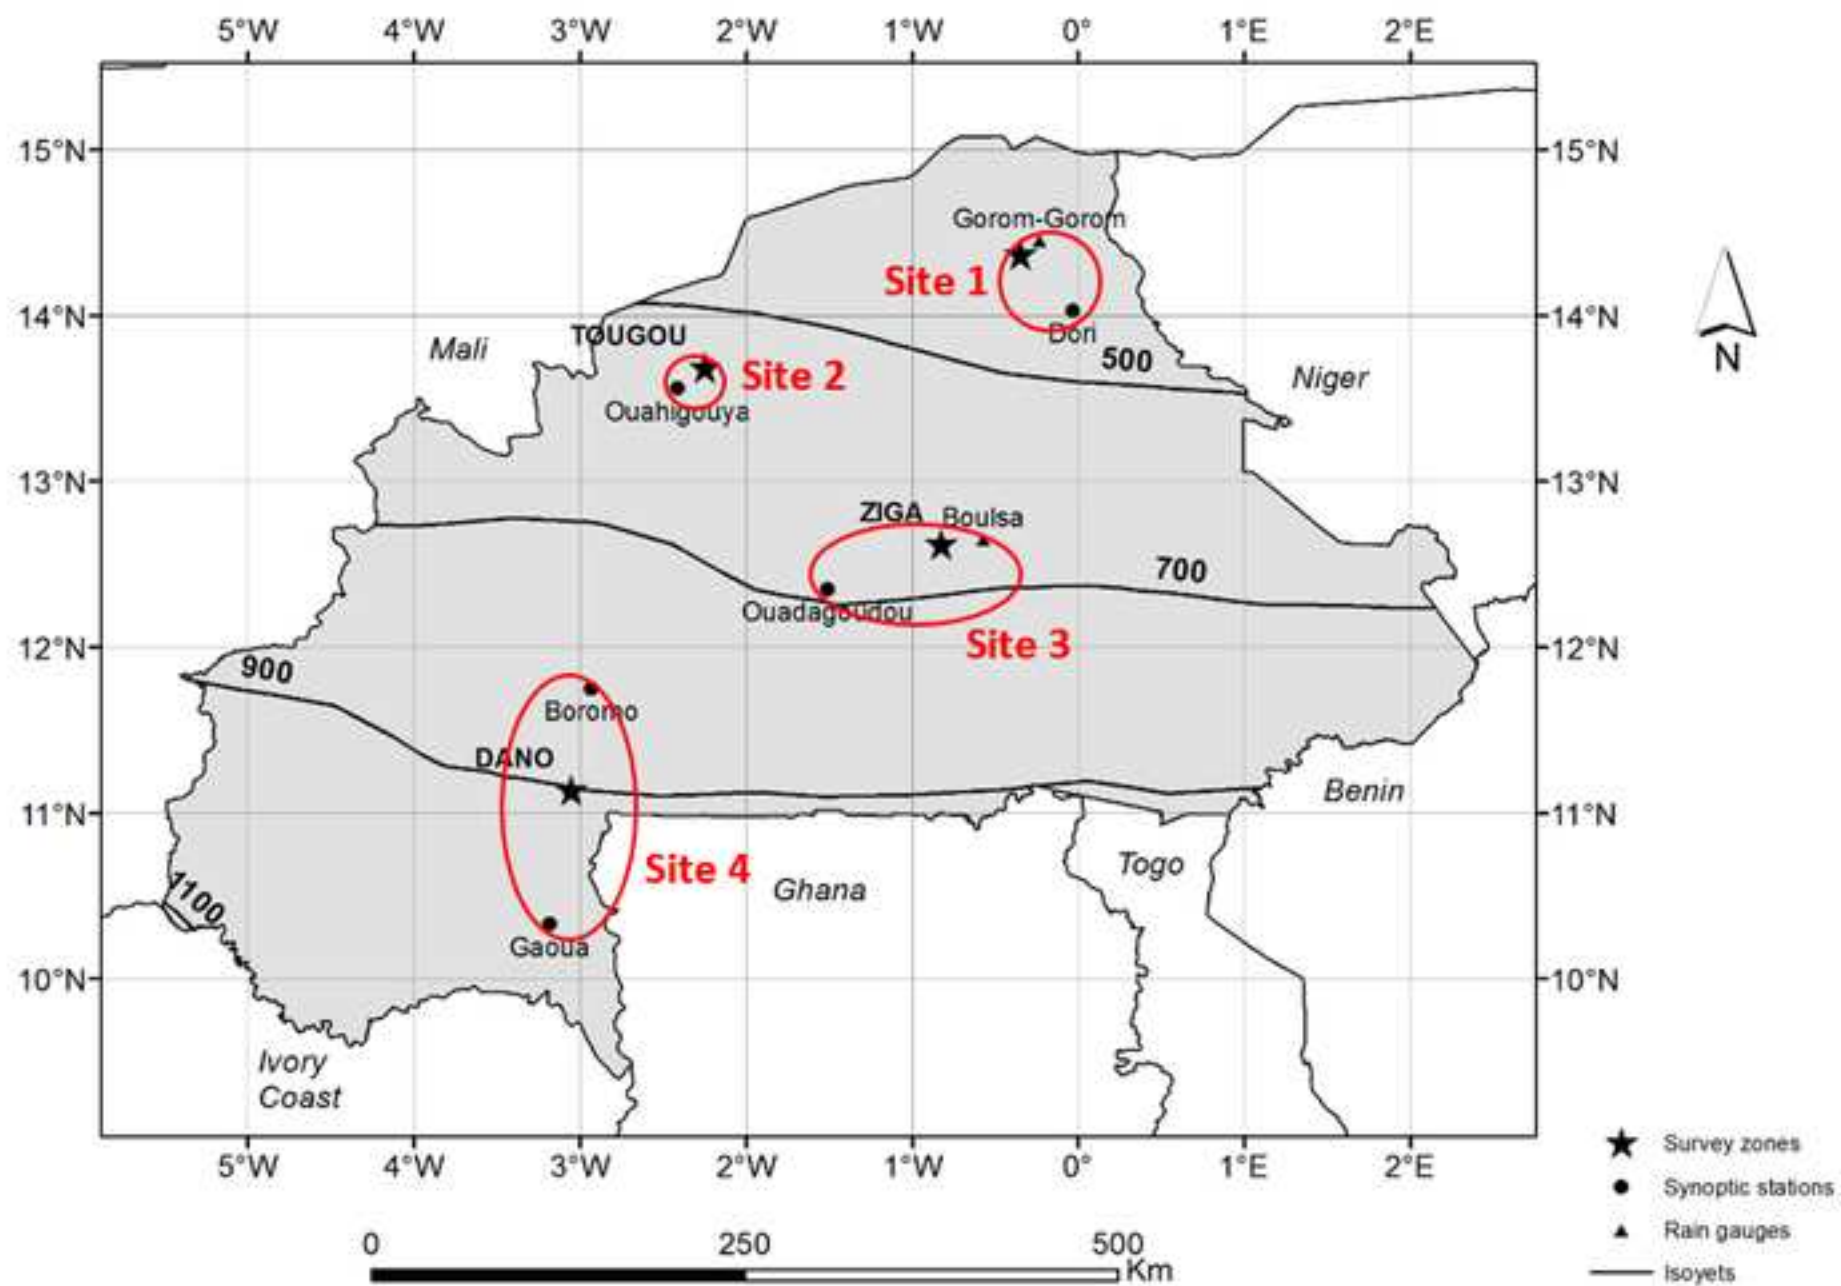 5°W 4°W 3°W 2°W 1°W 0° 1°E 2°E
15°N 15°N
Gorom-Gorom
Site 1
14°N 14°N
TOUGOU
Dori
Mali
500
Niger
N
Site 2
Ouahigouya
13°N 13°N
ZIGA Boulsa
700
Ouadagoudou
12°N 12°N
Site 3
900
Boromo
DANO
Benin
11°N 11°N
Togo
Site 4
Ghana
1100
Gaoua
10°N 10°N
Ivory
Coast
5°W 4°W 3°W 2°W 1°W 0° 1°E 2°E
Survey zones
Synoptic stations
Rain gauges
Isoyets
0 250 500
Km